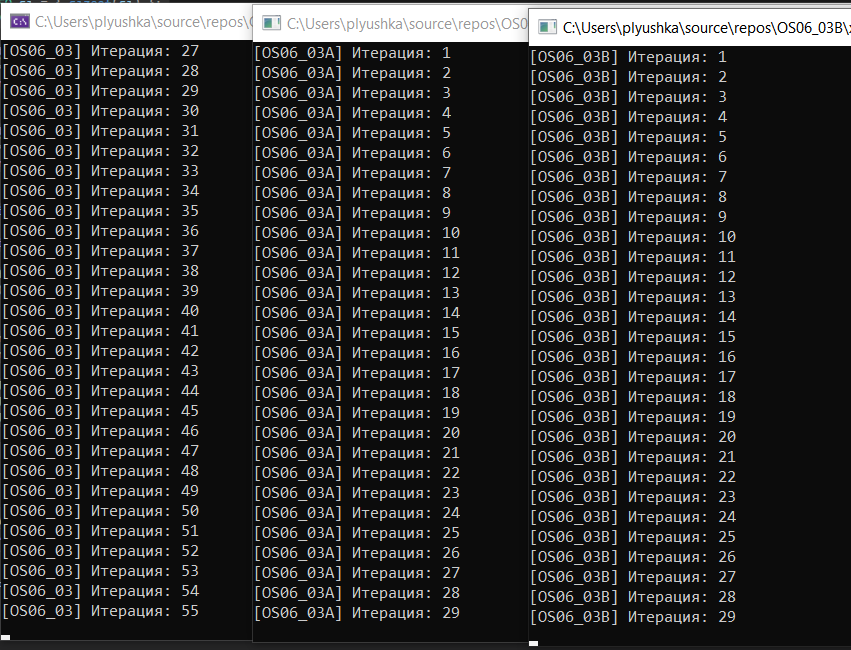 C:\Users\plyushka\source\repos\
[OS06_03] Итерация: 27
[OS06_03] Итерация: 28
[OS06_03] Итерация: 29
[OS06_03] Итерация: 30
[OS06_03] Итерация: 31
[OS06_03] Итерация: 32
[OS06_03] Итерация: 33
[OS06_03] Итерация: 34
[OS06_03] Итерация: 35
[OS06_03] Итерация: 36
[OS06_03] Итерация: 37
[OS06_03] Итерация: 38
[OS06_03] Итерация: 39
[OS06_03] Итерация: 40
[OS06_03] Итерация: 41
[OS06_03] Итерация: 42
[OS06_03] Итерация: 43
[OS06_03] Итерация: 44
[OS06_03] Итерация: 45
[OS06_03] Итерация: 46
[OS06_03] Итерация: 47
[OS06_03] Итерация: 48
[OS06_03] Итерация: 49
[OS06_03] Итерация: 50
[OS06_03] Итерация: 51
[OS06_03] Итерация: 52
[OS06_03] Итерация: 53
[OS06_03] Итерация: 54
[OS06_03] Итерация: 55
C:\Users\plyushka\source\repos\OS0
[OS06_03A] Итерация: 1
[OS06_03A] Итерация: 2
[OS06_03A] Итерация: 3
[OS06_03A] Итерация: 4
[OS06_03A] Итерация: 5
[OS06_03A] Итерация: 6
[OS06_03A] Итерация: 7
[OS06_03A] Итерация: 8
[OS06_03A] Итерация: 9
[OS06_03A] Итерация: 10
[OS06_03A] Итерация: 11
[OS06_03A] Итерация: 12
[OS06_03A] Итерация: 13
[OS06_03A] Итерация: 14
[OS06_03A] Итерация: 15
[OS06_03A] Итерация: 16
[OS06_03A] Итерация: 17
[OS06_03A] Итерация: 18
[OS06_03A] Итерация: 19
[OS06_03A] Итерация: 20
[OS06_03A] Итерация: 21
[OS06_03A] Итерация: 22
[OS06_03A] Итерация: 23
[OS06_03A] Итерация: 24
[OS06_03A] Итерация: 25
[OS06_03A] Итерация: 26
[OS06_03A] Итерация: 27
[OS06_03A] Итерация: 28
[OS06_03A] Итерация: 29
C:\Users\plyushka\source\repos\OS06_03B\
[OS06_03B] Итерация: 1
[OS06_03B] Итерация: 2
[OS06_03B] Итерация: 3
[OS06_03B] Итерация: 4
[OS06_03B] Итерация: 5
[OS06_03B] Итерация: 6
[OS06_03B] Итерация: 7
[OS06_03B] Итерация: 8
[OS06_03B] Итерация: 9
[OS06_03B] Итерация: 10
[OS06_03B] Итерация: 11
[OS06_03B] Итерация: 12
[OS06_03B] Итерация: 13
[OS06_03B] Итерация: 14
[OS06_03B] Итерация: 15
[OS06_03B] Итерация: 16
[OS06_03B] Итерация: 17
[OS06_03B] Итерация: 18
[OS06_03B] Итерация: 19
[OS06_03B] Итерация: 20
[OS06_03B] Итерация: 21
[OS06_03B] Итерация: 22
[OS06_03B] Итерация: 23
[OS06_03B] Итерация: 24
[OS06_03B] Итерация: 25
[OS06_03B] Итерация: 26
[OS06_03B] Итерация: 27
[OS06_03B] Итерация: 28
[OS06_03B] Итерация: 29